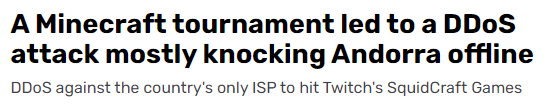 A Minecraft tournament led to a DDoS
attack mostly knocking Andorra offline
DDoS against the country's only ISP to hit Twitch's SquidCraft Games